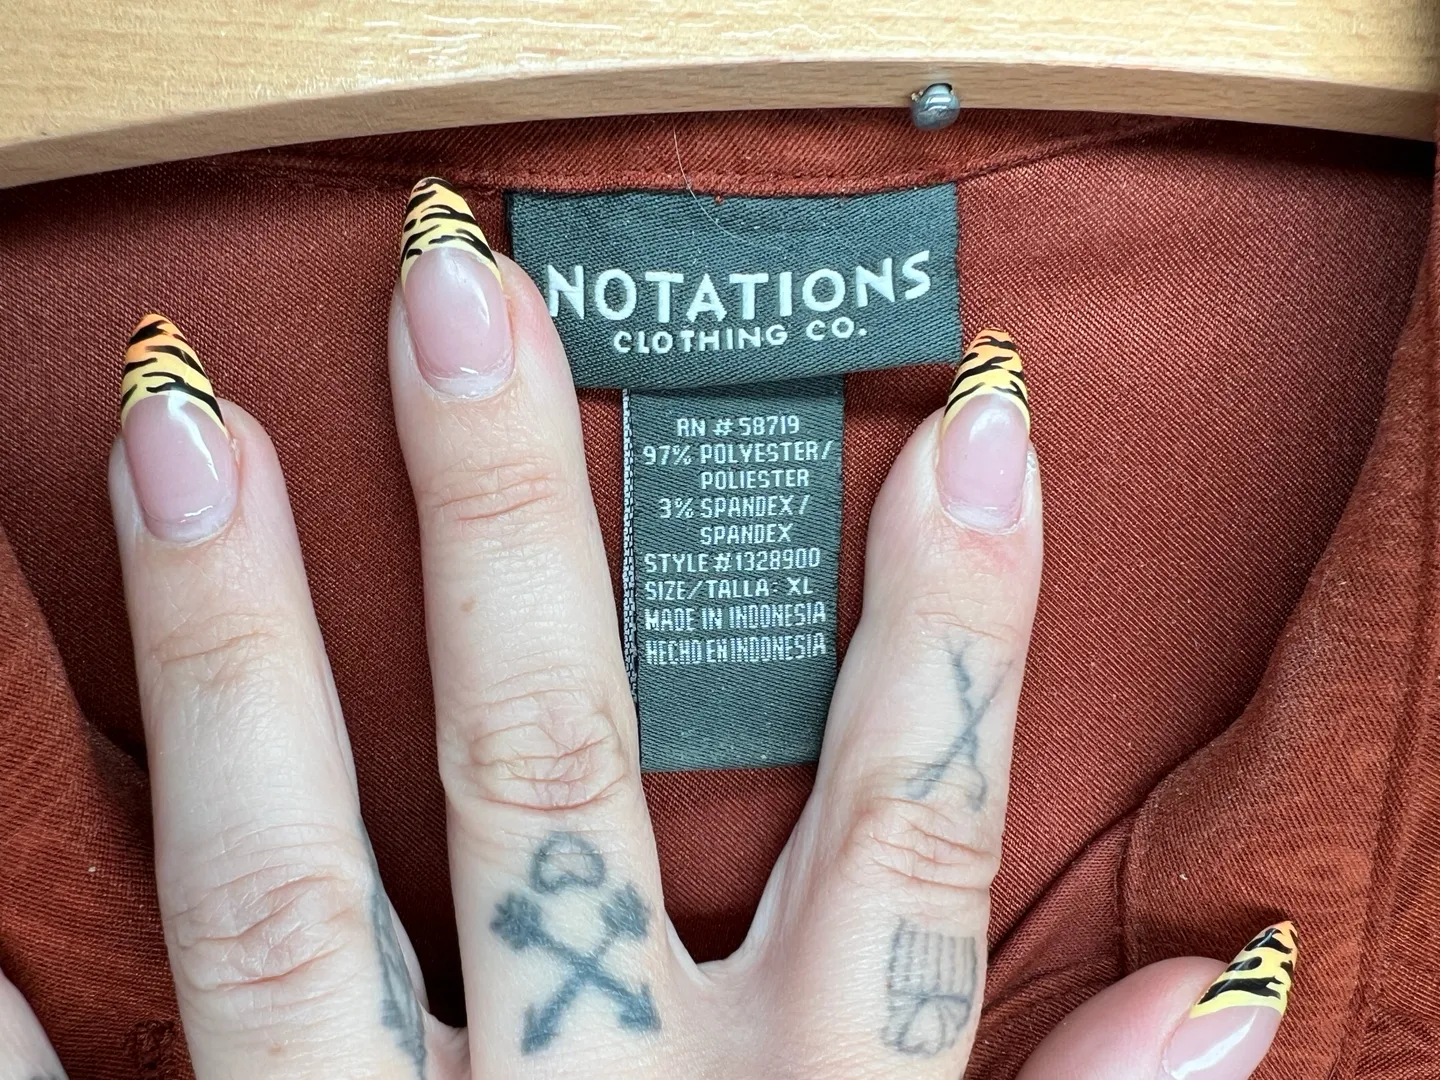 NOTATIONS
CLOTHING CO.
RN # 58719
97% POLYESTER/
POLIESTER
3% SPANDEX/
SPANDEX
STYLE#1328900
SIZE/TALLA: XL
MADE IN INDONESIA
HECHO EN INDONESIA